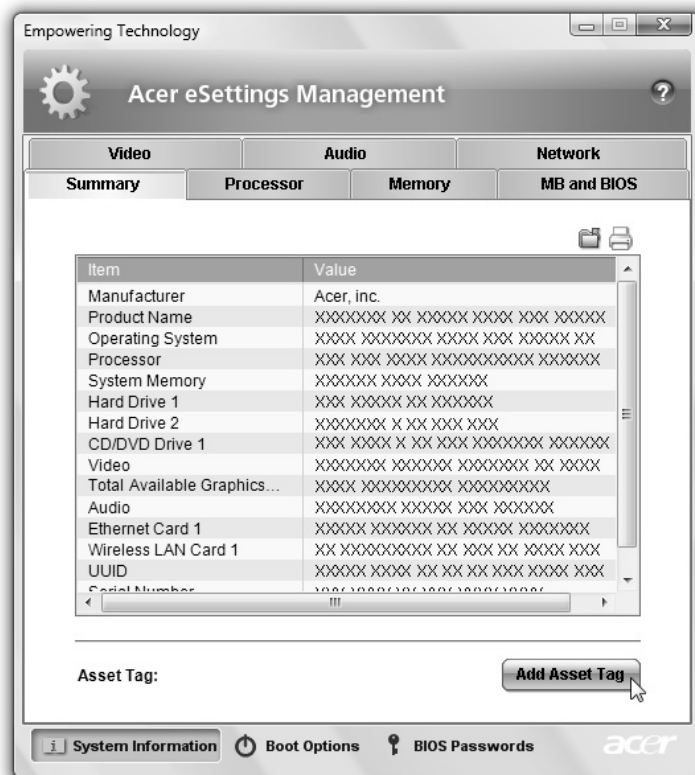 Empowering Technology
Acer eSettings Management
?
Video Audio Network
Summary Processor Memory MB and BIOS
Item Value
Manufacturer Acer, inc.
Product Name XXXXXXX XX XXXXX XXXX XXX XXXXX
Operating System XXXX XXXXXXX XXXX XXX XXXXX XX
Processor XXX XXX XXXX XXXXXXXXXX XXXXXX
System Memory XXXXXX XXXX XXXXXX
Hard Drive 1 XXX XXXXX XX XXXXXX
Hard Drive 2 XXXXXXX X XX XXX XXX
CD/DVD Drive 1 XXX XXXX X XX XXX XXXXXXX XXXXXX
Video XXXXXXX XXXXXX XXXXXXX XX XXXX
Total Available Graphics... XXXX XXXXXXXXXX XXXXXXXXX
Audio XXXXXXXX XXXXX XXX XXXXXX
Ethernet Card 1 XXXXX XXXXXX XX XXXXX XXXXXXX
Wireless LAN Card 1 XX XXXXXXXXX XX XXX XX XXXX XXX
UUID XXXXX XXXX XX XX XX XXX XXXX XXX
Serial Number
Asset Tag: Add Asset Tag
i System Information Boot Options BIOS Passwords acer